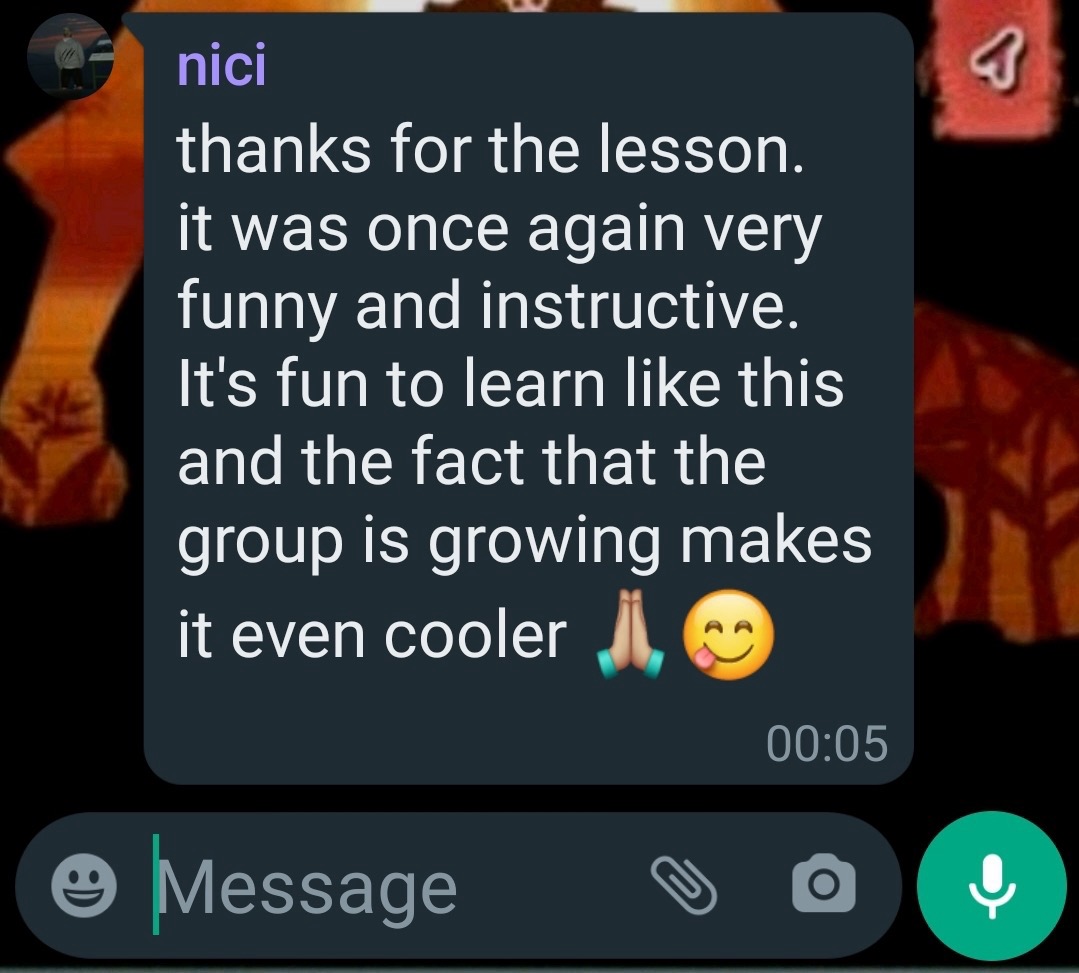 nici
thanks for the lesson.
it was once again very
funny and instructive.
It's fun to learn like this
and the fact that the
group is growing makes
it even cooler 🙏🏼😋
00:05
Message